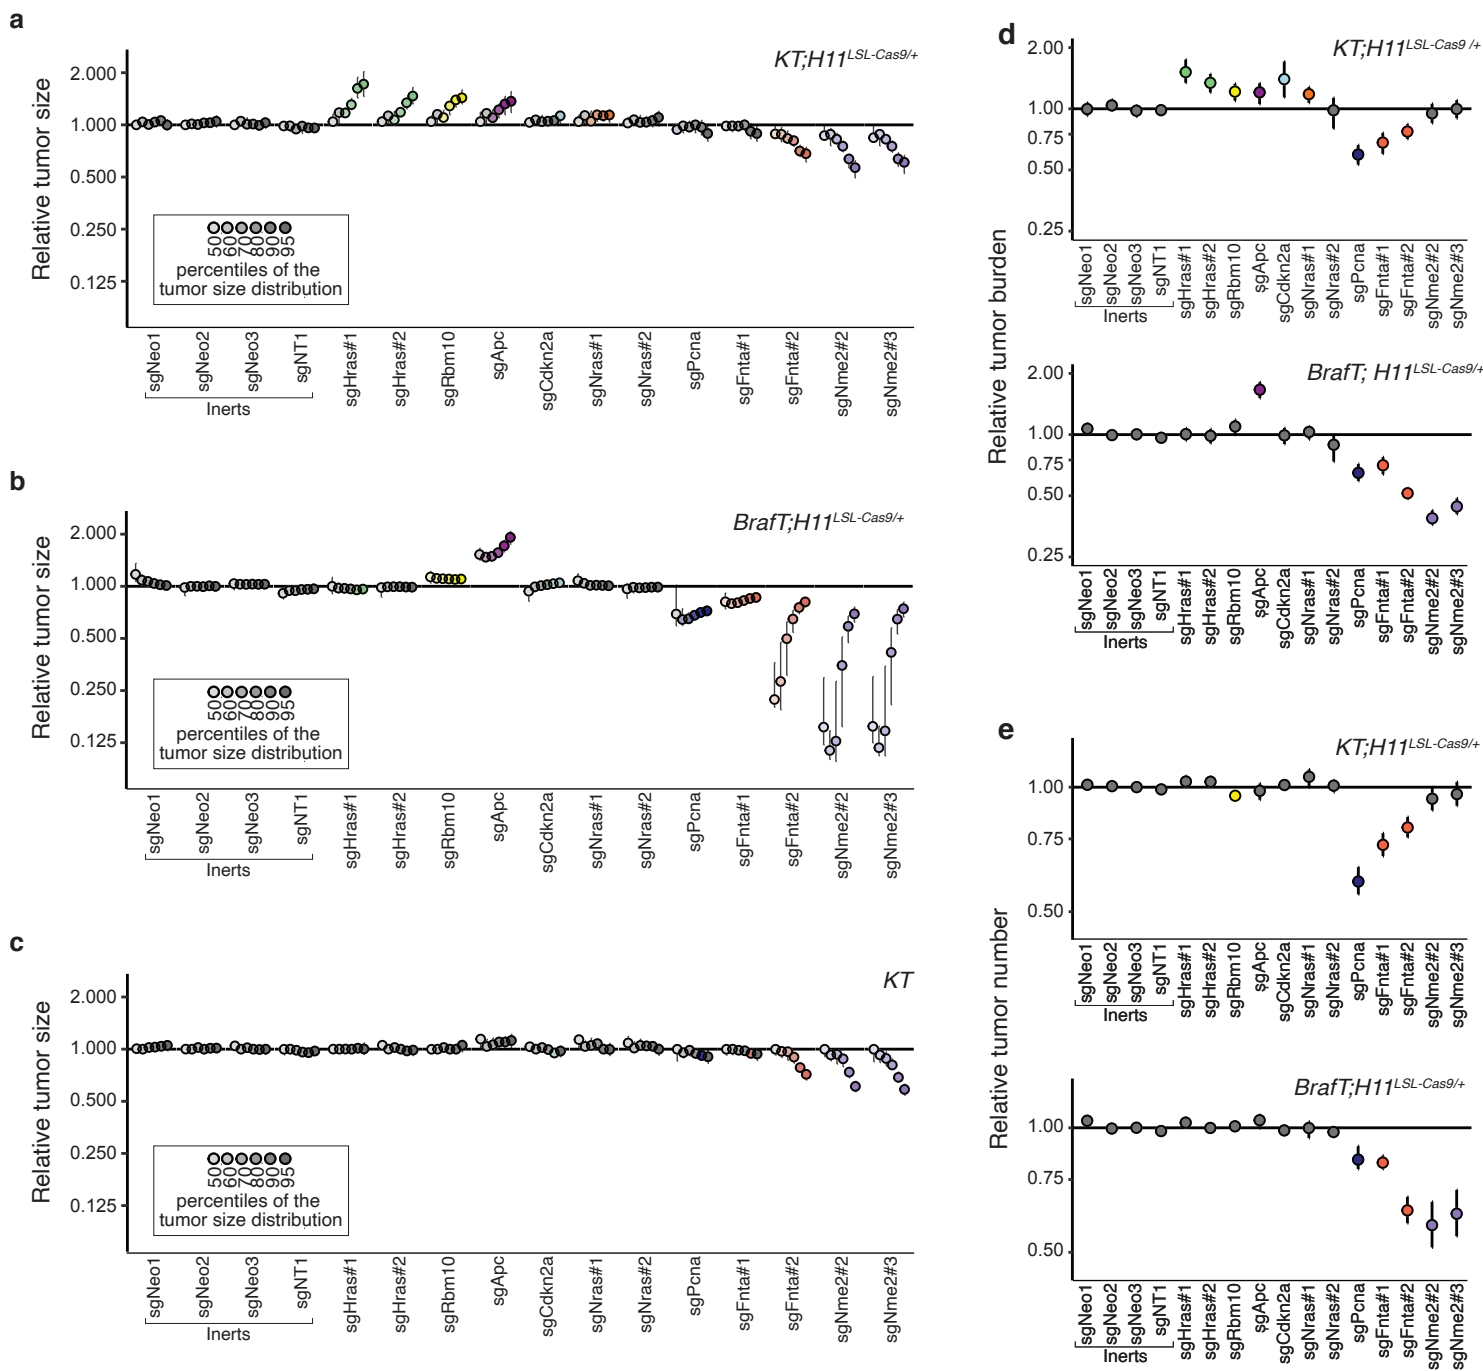 a
KT;H11LSL-Cas9/+
Relative tumor size
2.000
1.000
0.500
0.250
0.125
50 60 70 80 90 95
percentiles of the
tumor size distribution
sgNeo1 sgNeo2 sgNeo3 sgNT1 sgHras#1 sgHras#2 sgRbm10 sgApc sgCdkn2a sgNras#1 sgNras#2 sgPcna sgFnta#1 sgFnta#2 sgNme2#2 sgNme2#3
Inerts
b
BrafT;H11LSL-Cas9/+
Relative tumor size
2.000
1.000
0.500
0.250
0.125
50 60 70 80 90 95
percentiles of the
tumor size distribution
sgNeo1 sgNeo2 sgNeo3 sgNT1 sgHras#1 sgHras#2 sgRbm10 sgApc sgCdkn2a sgNras#1 sgNras#2 sgPcna sgFnta#1 sgFnta#2 sgNme2#2 sgNme2#3
Inerts
c
KT
Relative tumor size
2.000
1.000
0.500
0.250
0.125
50 60 70 80 90 95
percentiles of the
tumor size distribution
sgNeo1 sgNeo2 sgNeo3 sgNT1 sgHras#1 sgHras#2 sgRbm10 sgApc sgCdkn2a sgNras#1 sgNras#2 sgPcna sgFnta#1 sgFnta#2 sgNme2#2 sgNme2#3
Inerts
d
Relative tumor burden
KT;H11LSL-Cas9 /+
2.00
1.00
0.75
0.50
0.25
sgNeo1 sgNeo2 sgNeo3 sgNT1 sgHras#1 sgHras#2 sgRbm10 sgApc sgCdkn2a sgNras#1 sgNras#2 sgPcna sgFnta#1 sgFnta#2 sgNme2#2 sgNme2#3
Inerts
BrafT; H11LSL-Cas9/+
2.00
1.00
0.75
0.50
0.25
sgNeo1 sgNeo2 sgNeo3 sgNT1 sgHras#1 sgHras#2 sgRbm10 sgApc sgCdkn2a sgNras#1 sgNras#2 sgPcna sgFnta#1 sgFnta#2 sgNme2#2 sgNme2#3
Inerts
e
Relative tumor number
KT;H11LSL-Cas9/+
1.00
0.75
0.50
sgNeo1 sgNeo2 sgNeo3 sgNT1 sgHras#1 sgHras#2 sgRbm10 sgApc sgCdkn2a sgNras#1 sgNras#2 sgPcna sgFnta#1 sgFnta#2 sgNme2#2 sgNme2#3
Inerts
BrafT;H11LSL-Cas9/+
1.00
0.75
0.50
sgNeo1 sgNeo2 sgNeo3 sgNT1 sgHras#1 sgHras#2 sgRbm10 sgApc sgCdkn2a sgNras#1 sgNras#2 sgPcna sgFnta#1 sgFnta#2 sgNme2#2 sgNme2#3
Inerts